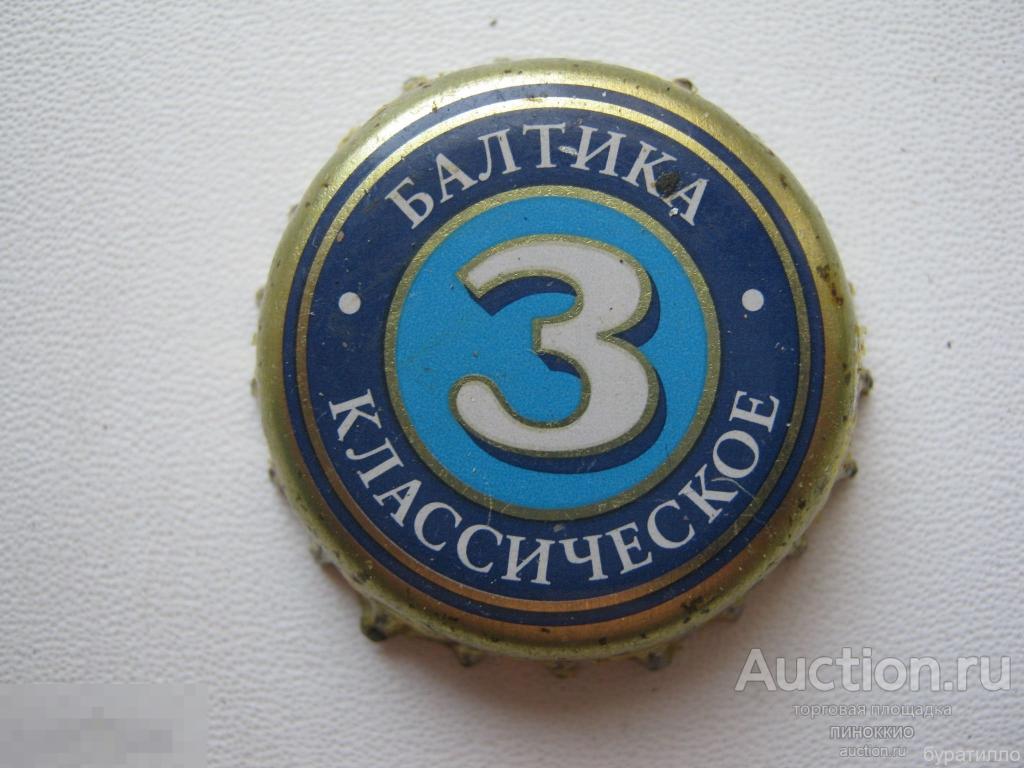 БАЛТИКА
3
КЛАССИЧЕСКОЕ
Auction.ru
торговая площадка
ПИНОККИО
auction.ru
буратилло